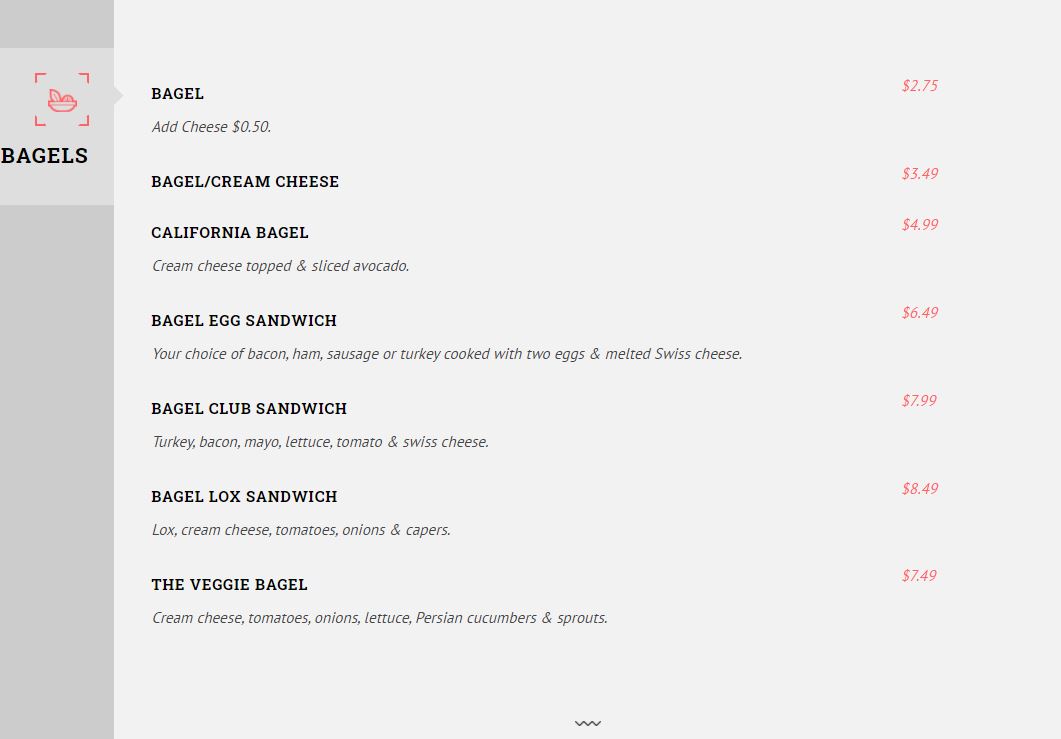 BAGELS
BAGEL $2.75
Add Cheese $0.50.
BAGEL/CREAM CHEESE $3.49
CALIFORNIA BAGEL $4.99
Cream cheese topped & sliced avocado.
BAGEL EGG SANDWICH $6.49
Your choice of bacon, ham, sausage or turkey cooked with two eggs & melted Swiss cheese.
BAGEL CLUB SANDWICH $7.99
Turkey, bacon, mayo, lettuce, tomato & swiss cheese.
BAGEL LOX SANDWICH $8.49
Lox, cream cheese, tomatoes, onions & capers.
THE VEGGIE BAGEL $7.49
Cream cheese, tomatoes, onions, lettuce, Persian cucumbers & sprouts.